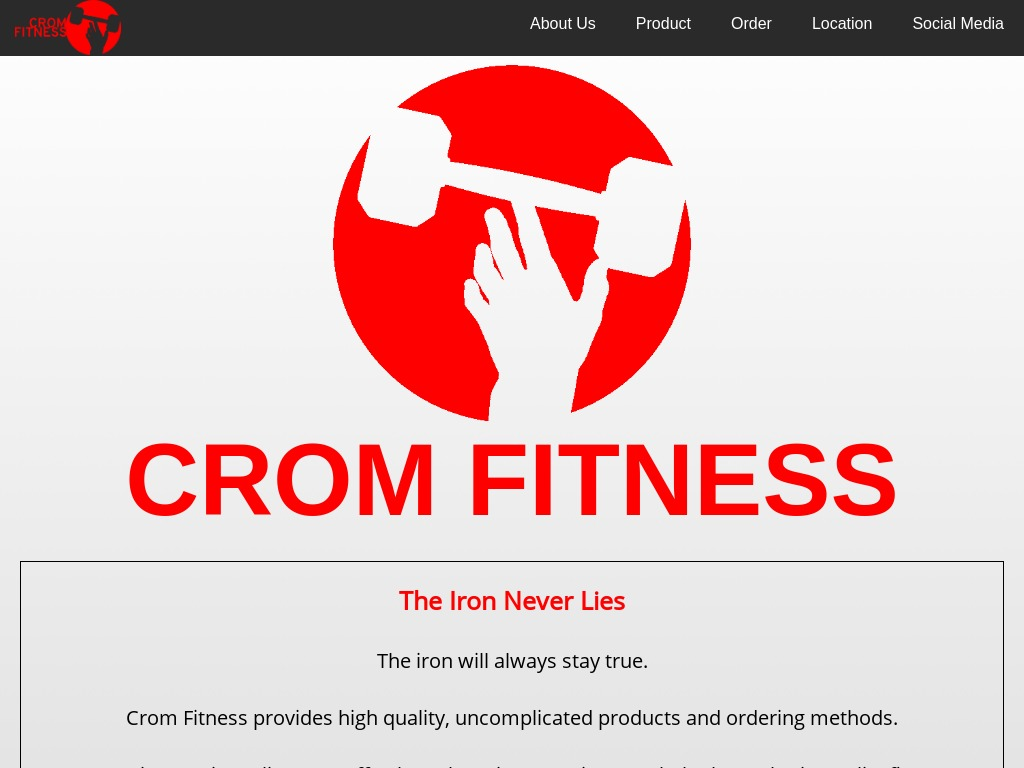 CROM
FITNESS
About Us Product Order Location Social Media
CROM FITNESS
The Iron Never Lies
The iron will always stay true.
Crom Fitness provides high quality, uncomplicated products and ordering methods.